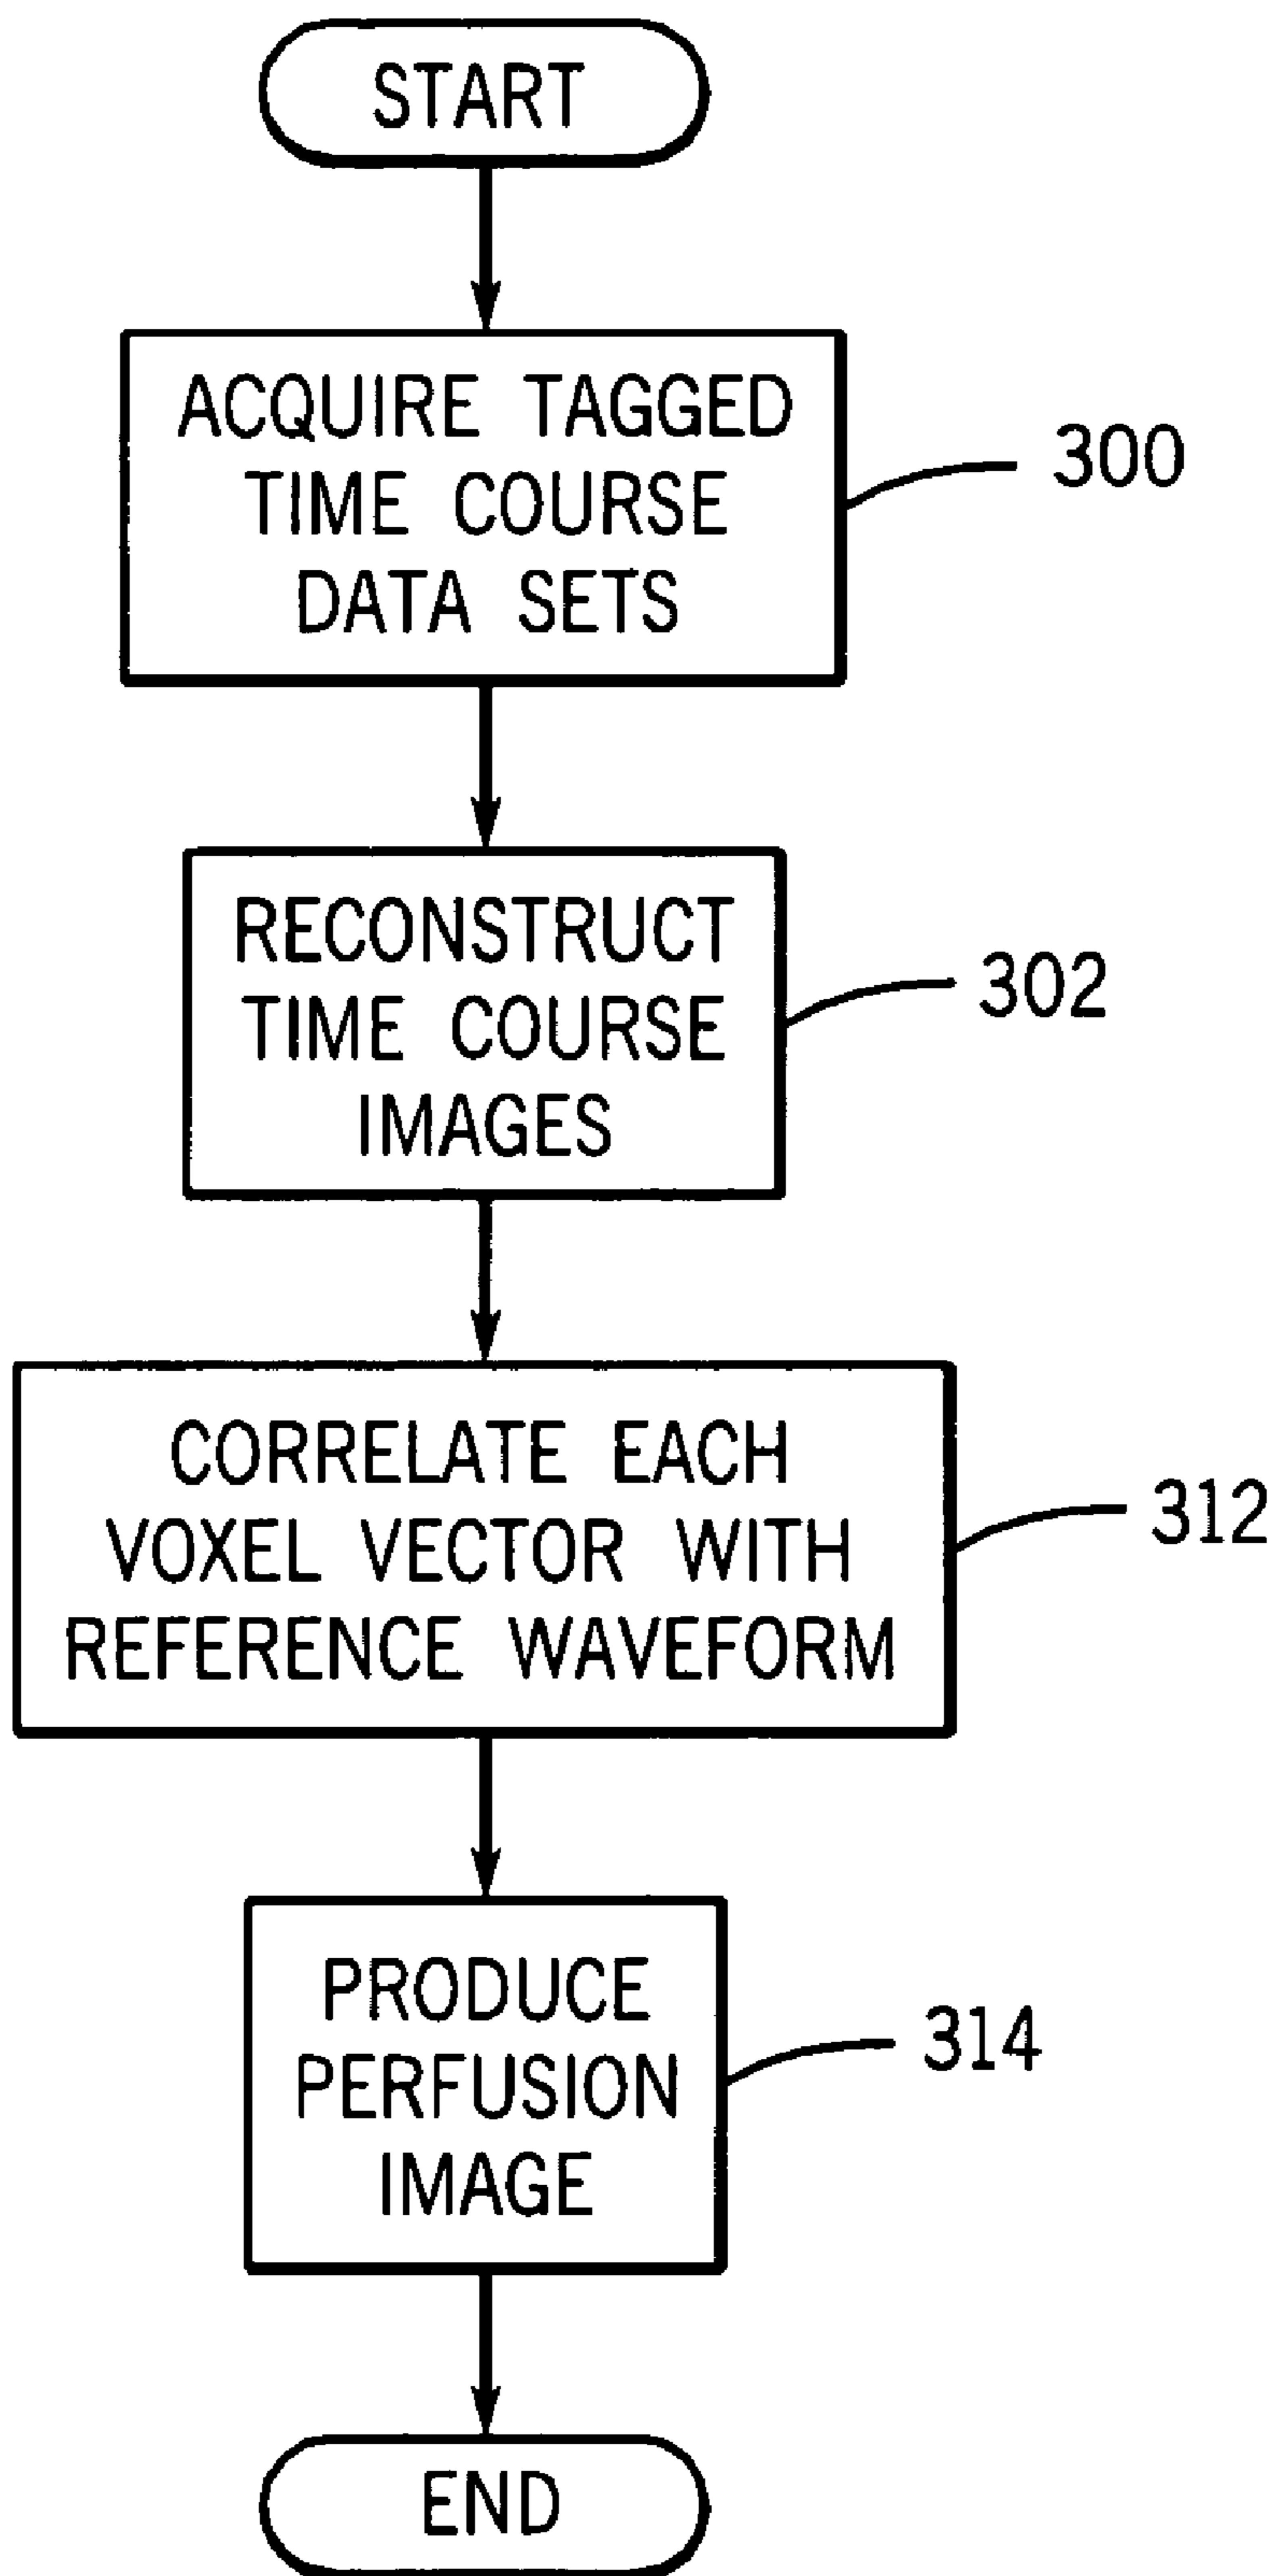 START
ACQUIRE TAGGED
TIME COURSE
DATA SETS
300
RECONSTRUCT
TIME COURSE
IMAGES
302
CORRELATE EACH
VOXEL VECTOR WITH
REFERENCE WAVEFORM
312
PRODUCE
PERFUSION
IMAGE
314
END